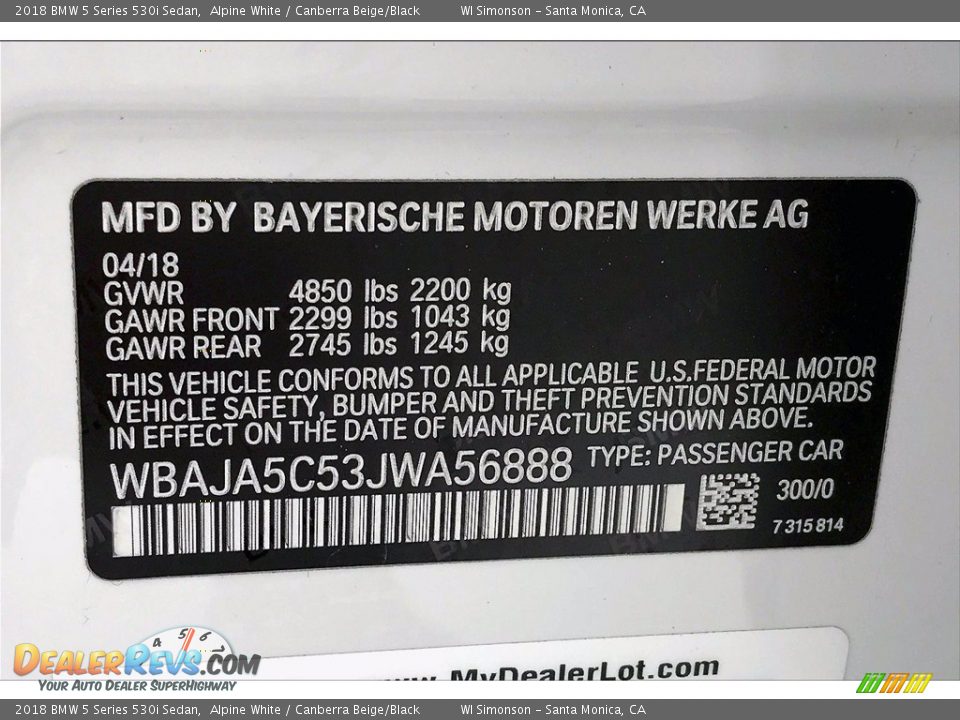 2018 BMW 5 Series 530i Sedan, Alpine White / Canberra Beige/Black WI Simonson - Santa Monica, CA
MFD BY BAYERISCHE MOTOREN WERKE AG
04/18
GVWR 4850 lbs 2200 kg
GAWR FRONT 2299 lbs 1043 kg
GAWR REAR 2745 lbs 1245 kg
THIS VEHICLE CONFORMS TO ALL APPLICABLE U.S.FEDERAL MOTOR
VEHICLE SAFETY, BUMPER AND THEFT PREVENTION STANDARDS
IN EFFECT ON THE DATE OF MANUFACTURE SHOWN ABOVE.
WBAJA5C53JWA56888 TYPE: PASSENGER CAR
300/0
7315814
4 5 6 7
DEALERREVS.COM
YOUR AUTO DEALER SUPERHIGHWAY
www.MyDealerLot.com
2018 BMW 5 Series 530i Sedan, Alpine White / Canberra Beige/Black WI Simonson - Santa Monica, CA